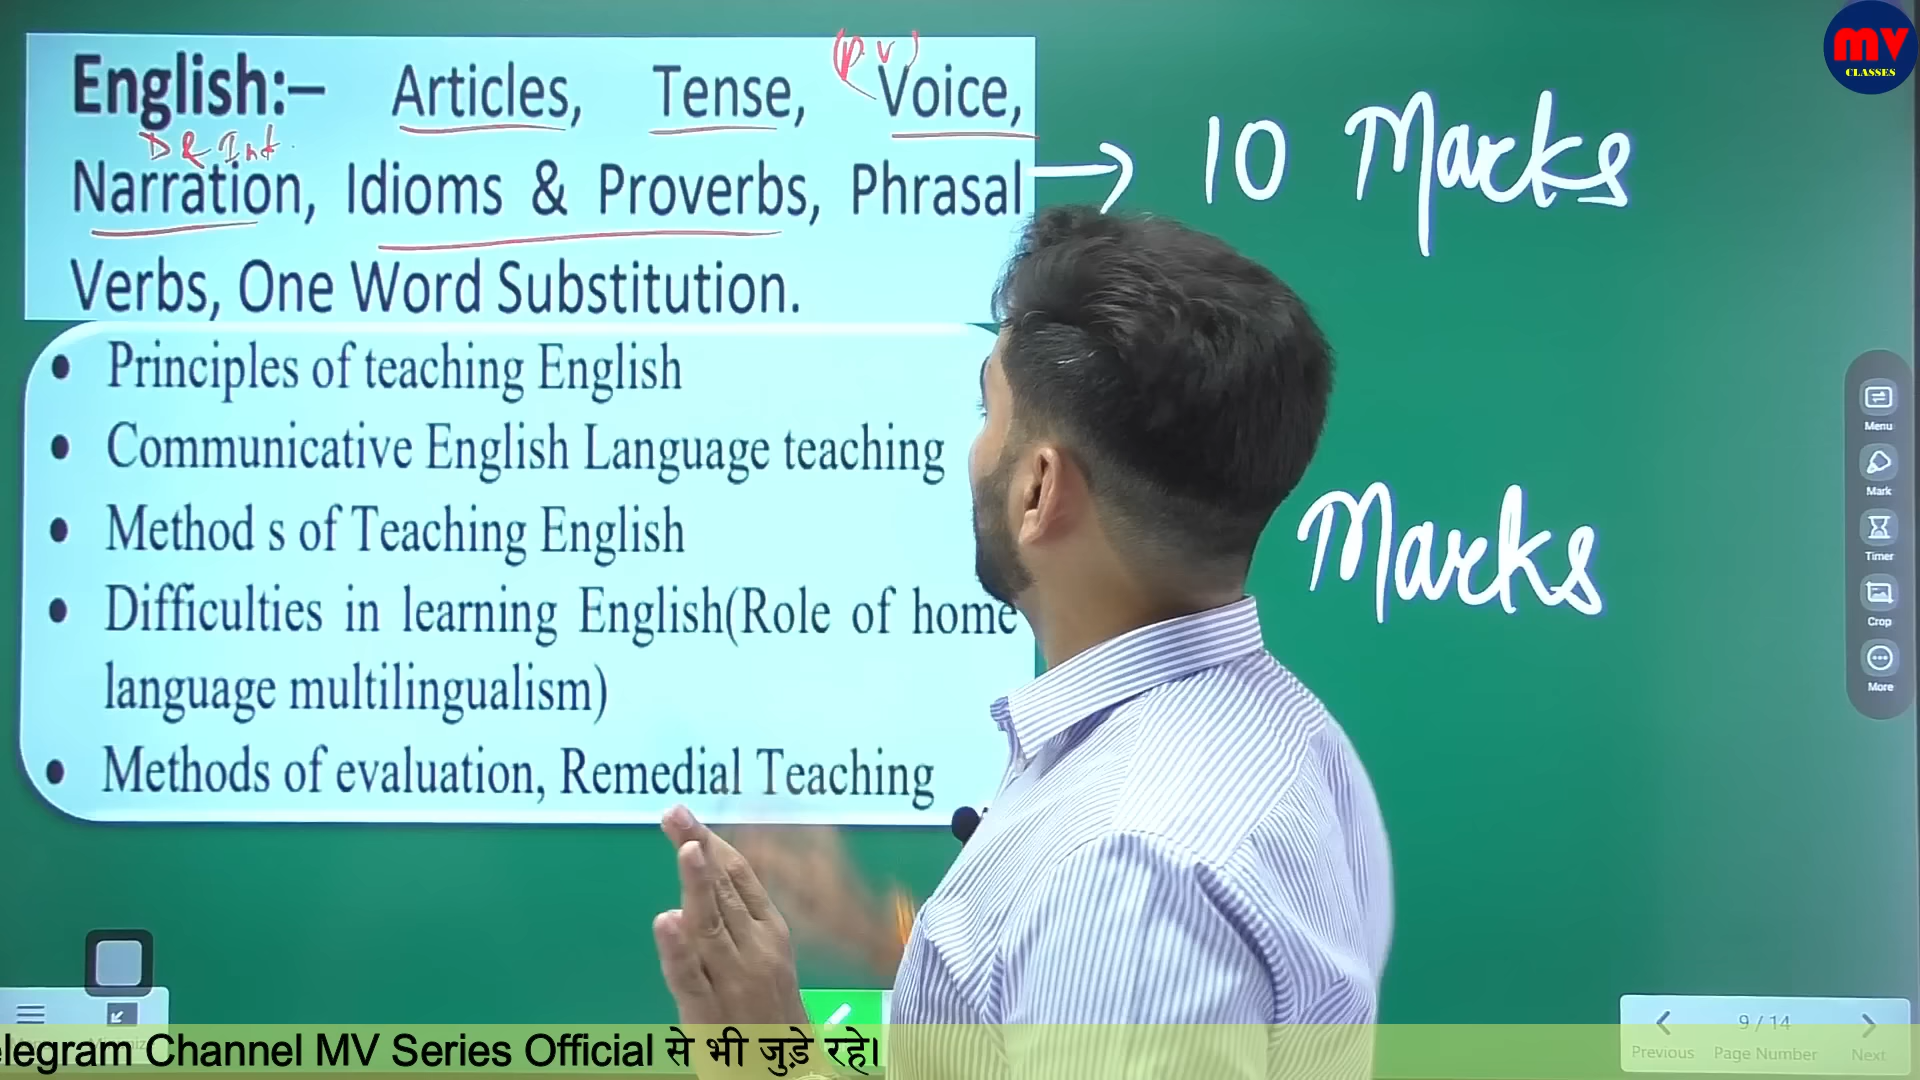 (P.V)
English:– Articles, Tense, Voice,
D & Int.
Narration, Idioms & Proverbs, Phrasal
Verbs, One Word Substitution.
→ 10 Marks
• Principles of teaching English
• Communicative English Language teaching
• Method s of Teaching English
• Difficulties in learning English(Role of home
language multilingualism)
• Methods of evaluation, Remedial Teaching
Marks
MV
CLASSES
Menu
Mark
Timer
Crop
More
9 / 14
Previous Page Number Next
elegram Channel MV Series Official से भी जुड़े रहे।